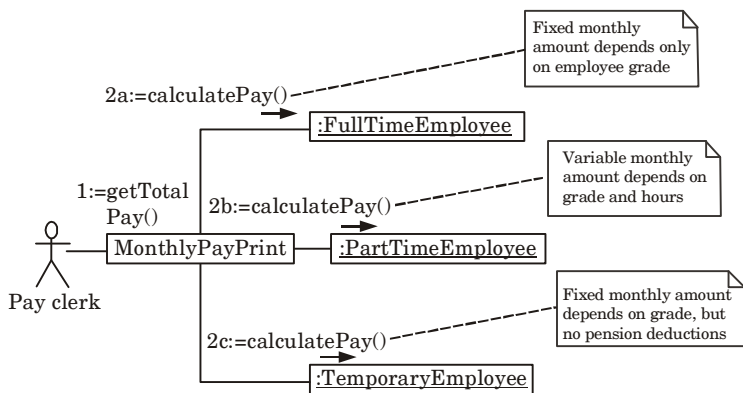 Fixed monthly
amount depends only
on employee grade
2a:=calculatePay()
:FullTimeEmployee
Variable monthly
amount depends on
grade and hours
1:=getTotal
Pay()
2b:=calculatePay()
MonthlyPayPrint
:PartTimeEmployee
Pay clerk
Fixed monthly amount
depends on grade, but
no pension deductions
2c:=calculatePay()
:TemporaryEmployee